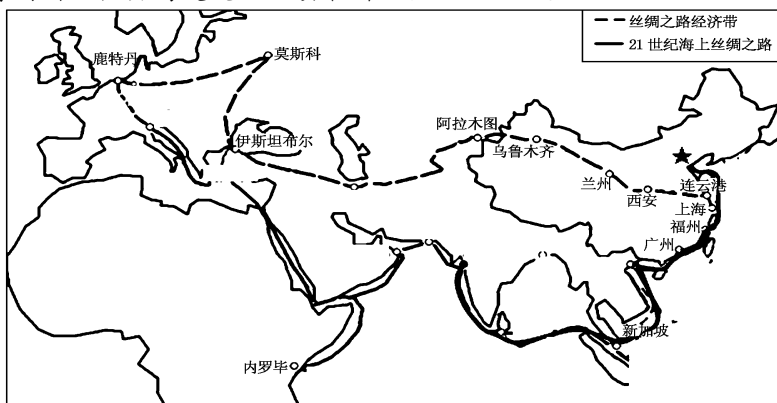 丝绸之路经济带
21世纪海上丝绸之路
鹿特丹
莫斯科
伊斯坦布尔
阿拉木图
乌鲁木齐
兰州
西安
连云港
上海
福州
广州
新加坡
内罗毕